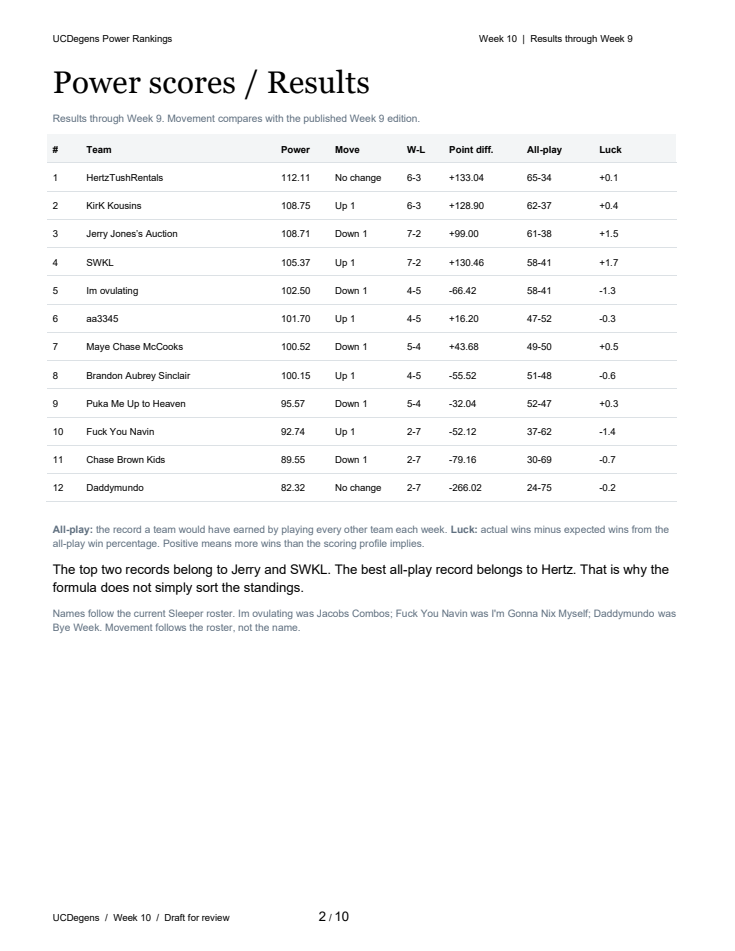 UCDegens Power Rankings Week 10 | Results through Week 9
Power scores / Results
Results through Week 9. Movement compares with the published Week 9 edition.
# Team Power Move W-L Point diff. All-play Luck
1 HertzTushRentals 112.11 No change 6-3 +133.04 65-34 +0.1
2 KirK Kousins 108.75 Up 1 6-3 +128.90 62-37 +0.4
3 Jerry Jones's Auction 108.71 Down 1 7-2 +99.00 61-38 +1.5
4 SWKL 105.37 Up 1 7-2 +130.46 58-41 +1.7
5 Im ovulating 102.50 Down 1 4-5 -66.42 58-41 -1.3
6 aa3345 101.70 Up 1 4-5 +16.20 47-52 -0.3
7 Maye Chase McCooks 100.52 Down 1 5-4 +43.68 49-50 +0.5
8 Brandon Aubrey Sinclair 100.15 Up 1 4-5 -55.52 51-48 -0.6
9 Puka Me Up to Heaven 95.57 Down 1 5-4 -32.04 52-47 +0.3
10 Fuck You Navin 92.74 Up 1 2-7 -52.12 37-62 -1.4
11 Chase Brown Kids 89.55 Down 1 2-7 -79.16 30-69 -0.7
12 Daddymundo 82.32 No change 2-7 -266.02 24-75 -0.2
All-play: the record a team would have earned by playing every other team each week. Luck: actual wins minus expected wins from the
all-play win percentage. Positive means more wins than the scoring profile implies.
The top two records belong to Jerry and SWKL. The best all-play record belongs to Hertz. That is why the
formula does not simply sort the standings.
Names follow the current Sleeper roster. Im ovulating was Jacobs Combos; Fuck You Navin was I'm Gonna Nix Myself; Daddymundo was
Bye Week. Movement follows the roster, not the name.
UCDegens / Week 10 / Draft for review 2 / 10